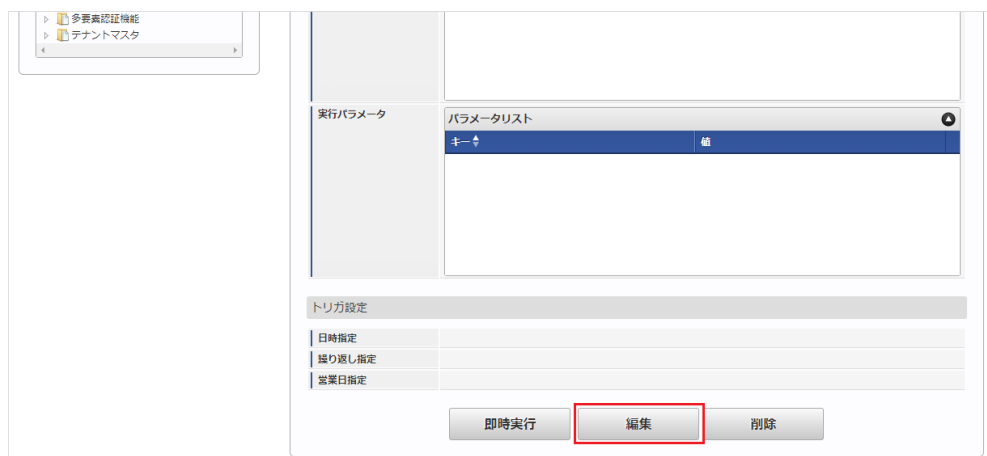 多要素認証機能
テナントマスタ
実行パラメータ
パラメータリスト
キー 値
トリガ設定
日時指定
繰り返し指定
営業日指定
即時実行 編集 削除